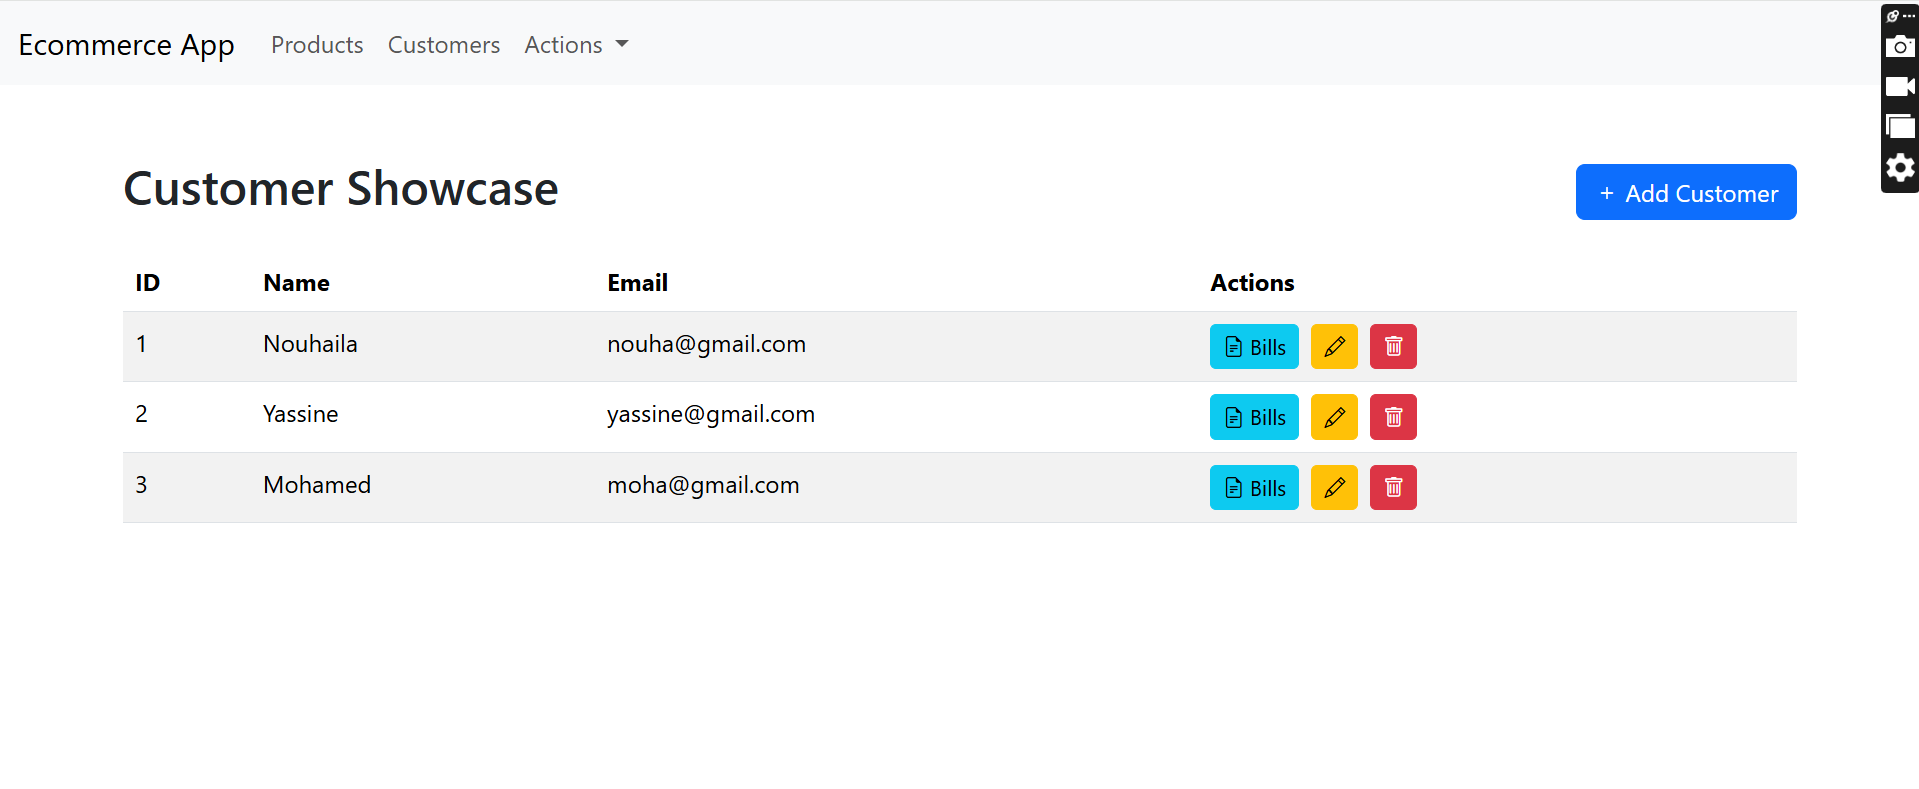 Ecommerce App Products Customers Actions
Customer Showcase
+ Add Customer
ID Name Email Actions
1 Nouhaila nouha@gmail.com Bills
2 Yassine yassine@gmail.com Bills
3 Mohamed moha@gmail.com Bills